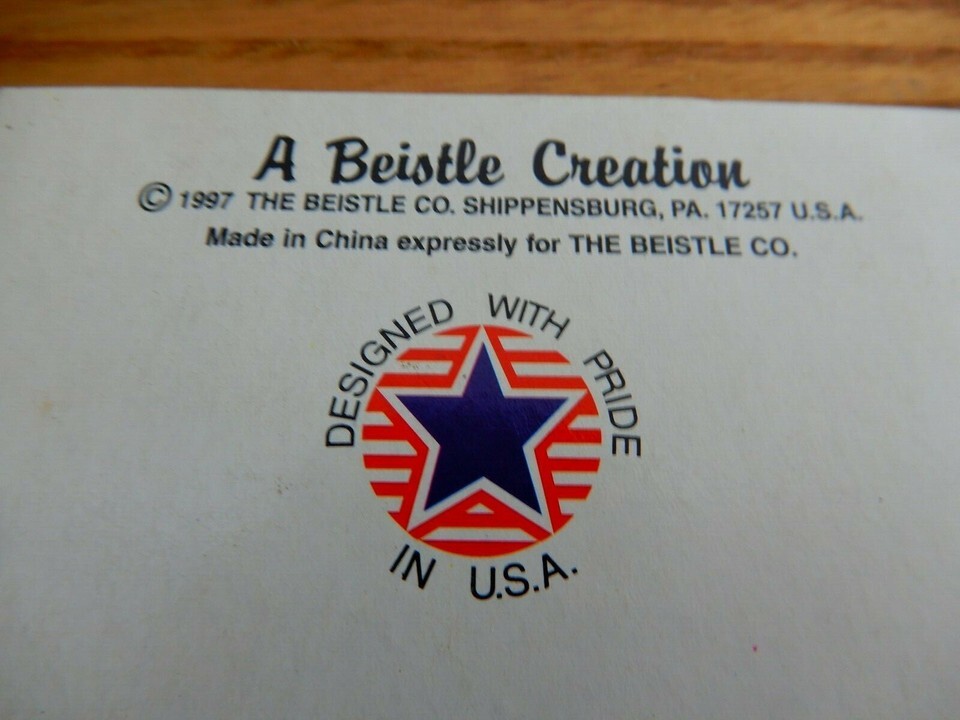 A Beistle Creation
© 1997 THE BEISTLE CO. SHIPPENSBURG, PA. 17257 U.S.A.
Made in China expressly for THE BEISTLE CO.
DESIGNED WITH PRIDE
IN U.S.A.